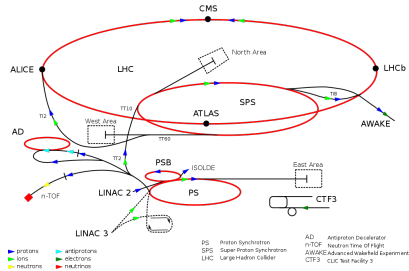 CMS
North Area
ALICE
LHC
LHCb
SPS
TT10
TI8
West Area
ATLAS
TI2
AWAKE
AD
TT60
TT2
PSB
ISOLDE
East Area
n-TOF
LINAC 2
PS
CTF3
LINAC 3
protons
ions
neutrons
antiprotons
electrons
neutrinos
PS Proton Synchrotron
SPS Super Proton Synchrotron
LHC Large Hadron Collider
AD Antiproton Decelerator
n-TOF Neutron Time Of Flight
AWAKE Advanced Wakefield Experiment
CTF3 CLIC Test Facility 3